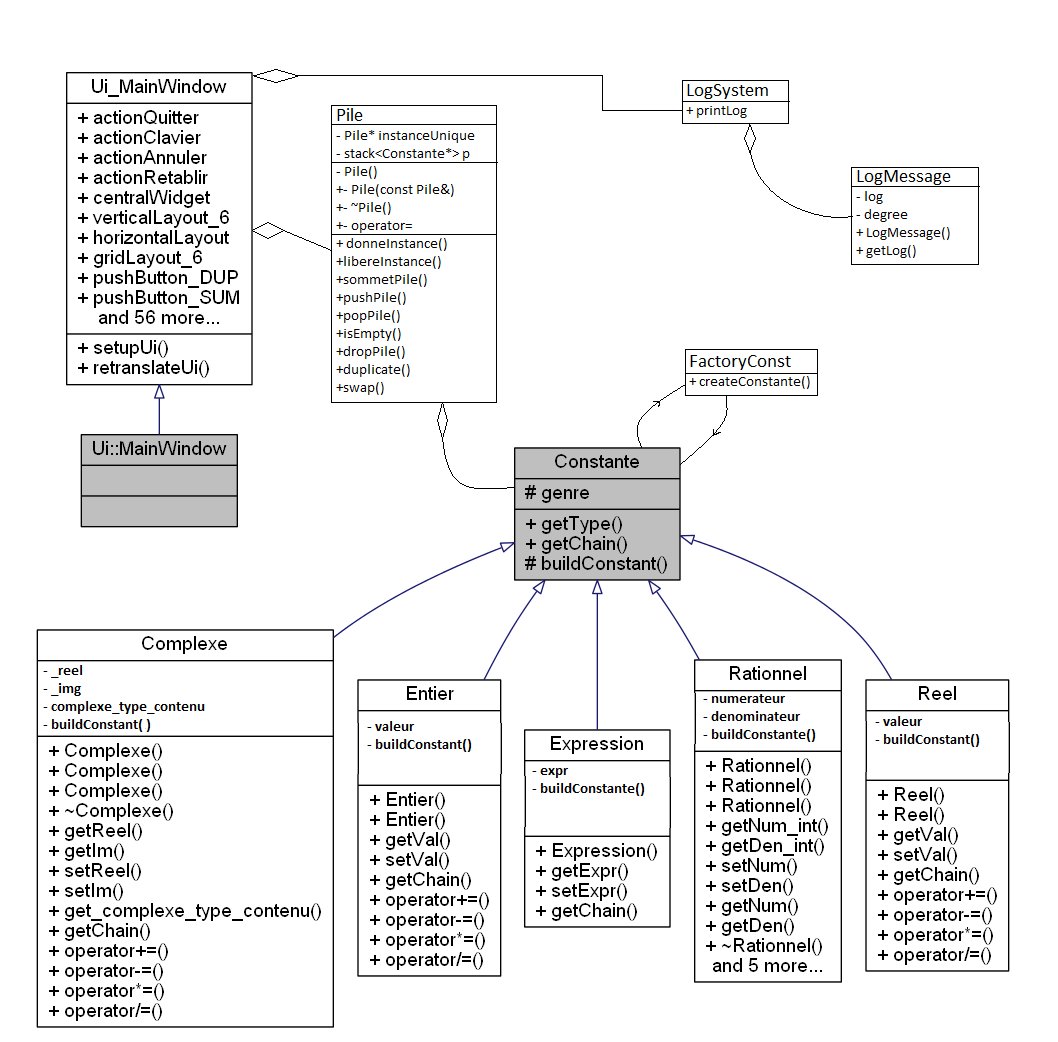 Ui_MainWindow
+ actionQuitter
+ actionClavier
+ actionAnnuler
+ actionRetablir
+ centralWidget
+ verticalLayout_6
+ horizontalLayout
+ gridLayout_6
+ pushButton_DUP
+ pushButton_SUM
and 56 more...
+ setupUi()
+ retranslateUi()
Ui::MainWindow
Pile
- Pile* instanceUnique
- stack<Constante*> p
- Pile()
+- Pile(const Pile&)
+- ~Pile()
+- operator=
+ donneInstance()
+libereInstance()
+sommetPile()
+pushPile()
+popPile()
+isEmpty()
+dropPile()
+duplicate()
+swap()
LogSystem
+ printLog
LogMessage
- log
- degree
+ LogMessage()
+ getLog()
FactoryConst
+ createConstante()
Constante
# genre
+ getType()
+ getChain()
# buildConstant()
Complexe
- _reel
- _img
- complexe_type_contenu
- buildConstant( )
+ Complexe()
+ Complexe()
+ Complexe()
+ ~Complexe()
+ getReel()
+ getIm()
+ setReel()
+ setIm()
+ get_complexe_type_contenu()
+ getChain()
+ operator+=()
+ operator-=()
+ operator*=()
+ operator/=()
Entier
- valeur
- buildConstant()
+ Entier()
+ Entier()
+ getVal()
+ setVal()
+ getChain()
+ operator+=()
+ operator-=()
+ operator*=()
+ operator/=()
Expression
- expr
- buildConstante()
+ Expression()
+ getExpr()
+ setExpr()
+ getChain()
Rationnel
- numerateur
- denominateur
- buildConstante()
+ Rationnel()
+ Rationnel()
+ Rationnel()
+ getNum_int()
+ getDen_int()
+ setNum()
+ setDen()
+ getNum()
+ getDen()
+ ~Rationnel()
and 5 more...
Reel
- valeur
- buildConstant()
+ Reel()
+ Reel()
+ getVal()
+ setVal()
+ getChain()
+ operator+=()
+ operator-=()
+ operator*=()
+ operator/=()